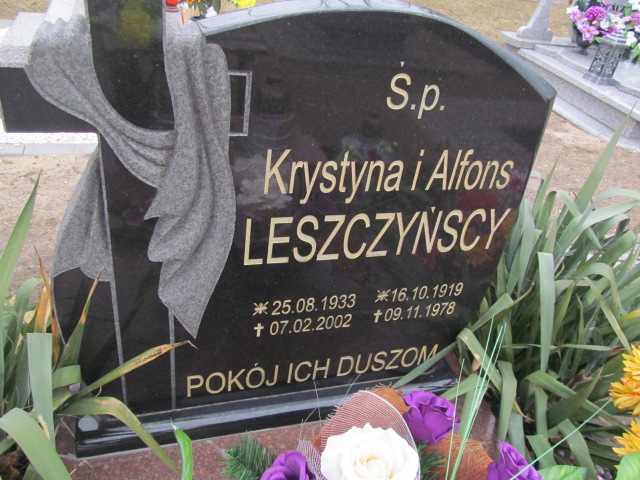 Ś.p.
Krystyna i Alfons
LESZCZYŃSCY
25.08.1933 16.10.1919
07.02.2002 09.11.1978
POKÓJ ICH DUSZOM